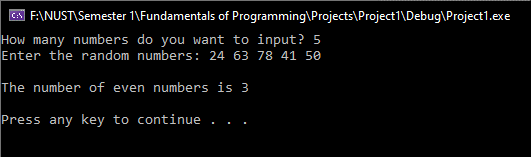 F:\NUST\Semester 1\Fundamentals of Programming\Projects\Project1\Debug\Project1.exe
How many numbers do you want to input? 5
Enter the random numbers: 24 63 78 41 50
The number of even numbers is 3
Press any key to continue . . .